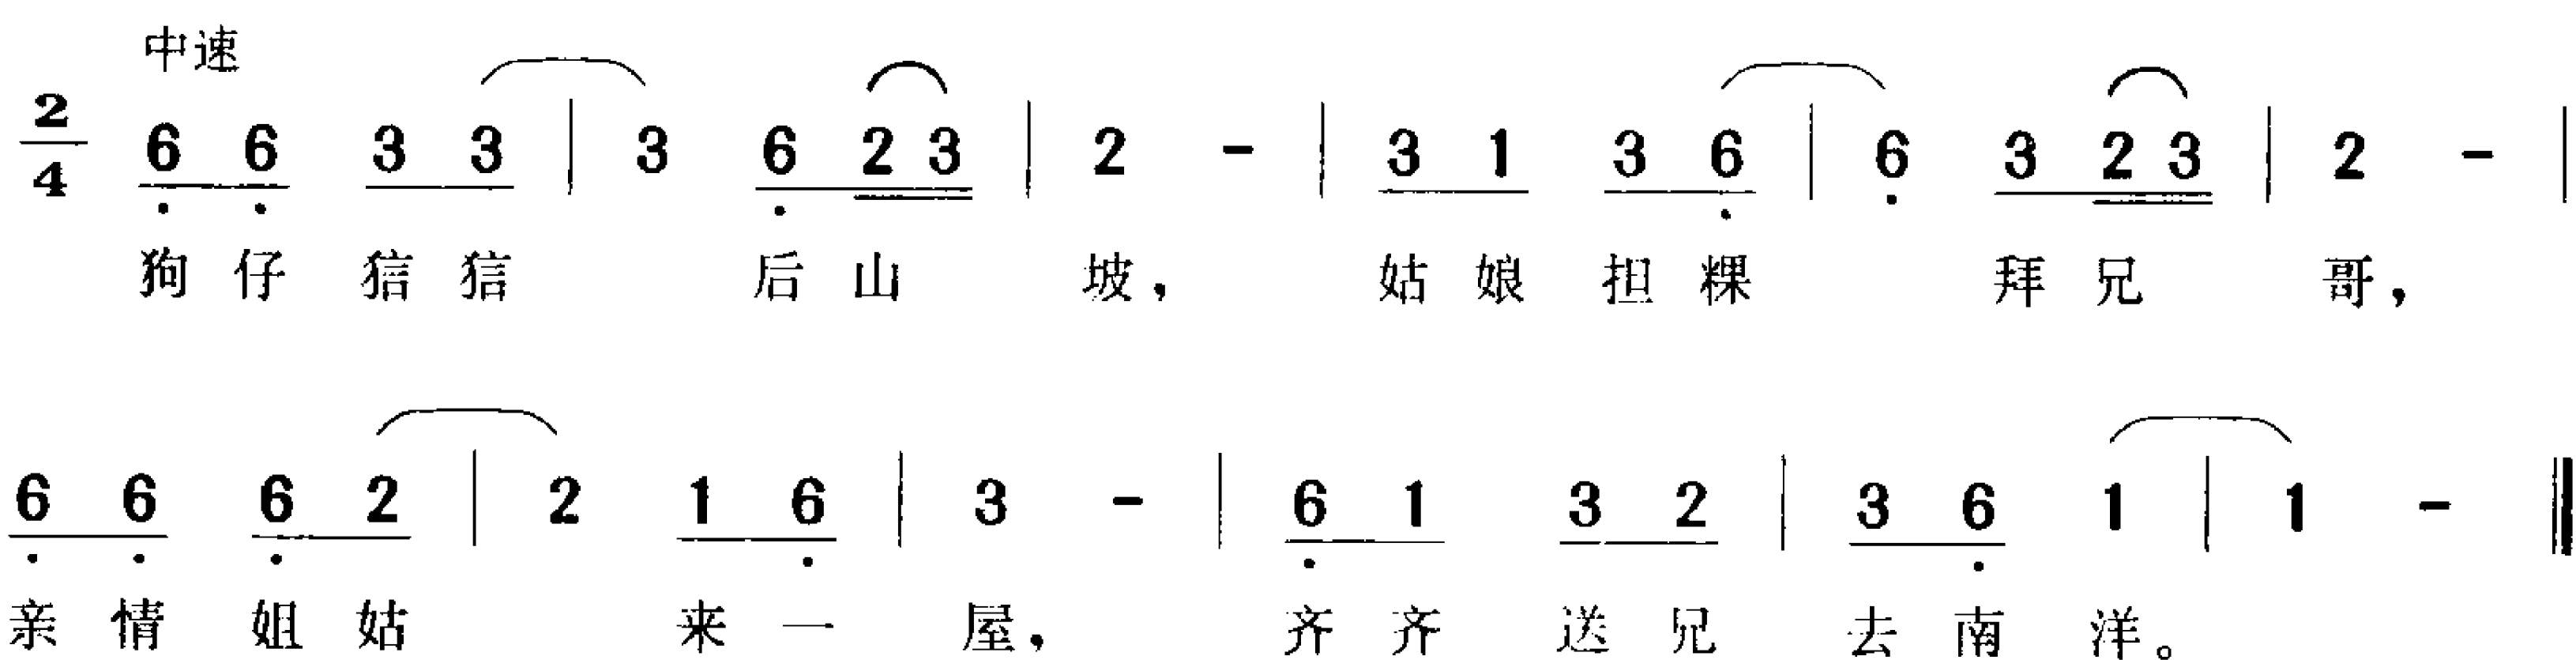 中速
2/4 6 6 3 3 | 3 6 2 3 | 2 - | 3 1 3 6 | 6 3 2 3 | 2 - |
狗仔狺狺 后山 坡， 姑娘担粿 拜兄 哥，
6 6 6 2 | 2 1 6 | 3 - | 6 1 3 2 | 3 6 1 | 1 - ‖
亲情姐姑 来一 屋， 齐齐送兄 去南洋。